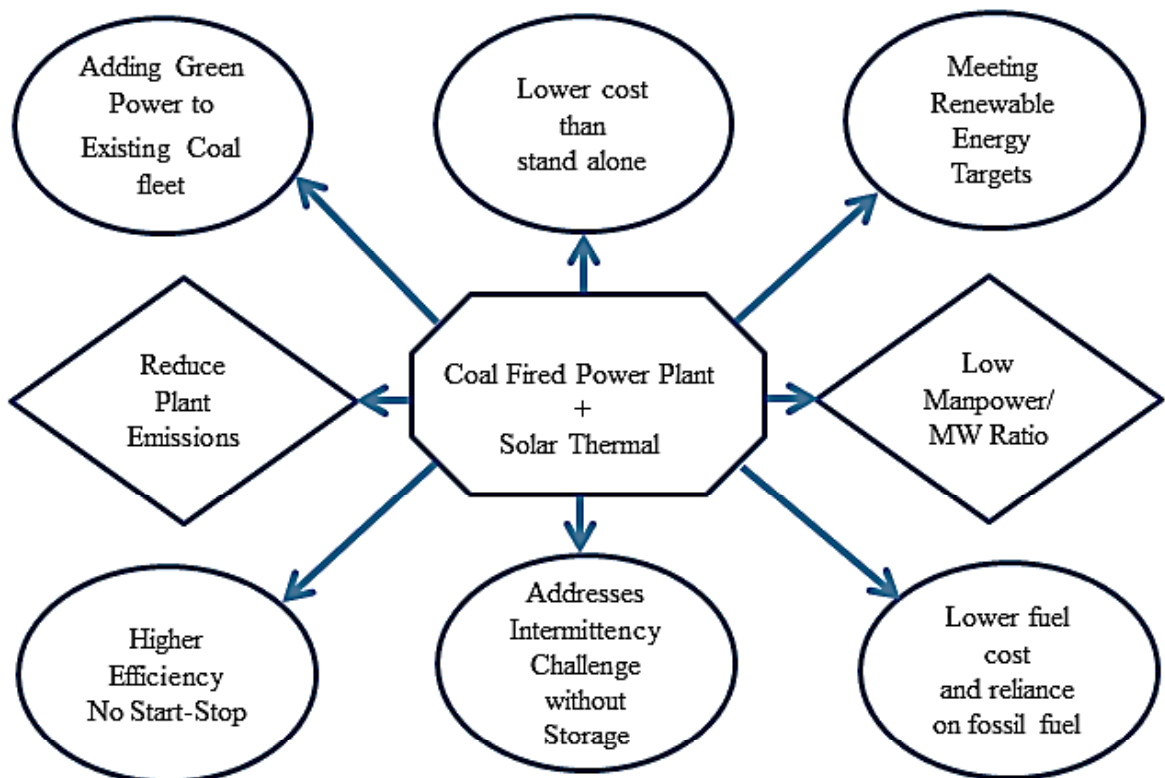 Adding Green
Power to
Existing Coal
fleet
Lower cost
than
stand alone
Meeting
Renewable
Energy
Targets
Reduce
Plant
Emissions
Coal Fired Power Plant
+
Solar Thermal
Low
Manpower/
MW Ratio
Higher
Efficiency
No Start-Stop
Addresses
Intermittency
Challenge
without
Storage
Lower fuel
cost
and reliance
on fossil fuel